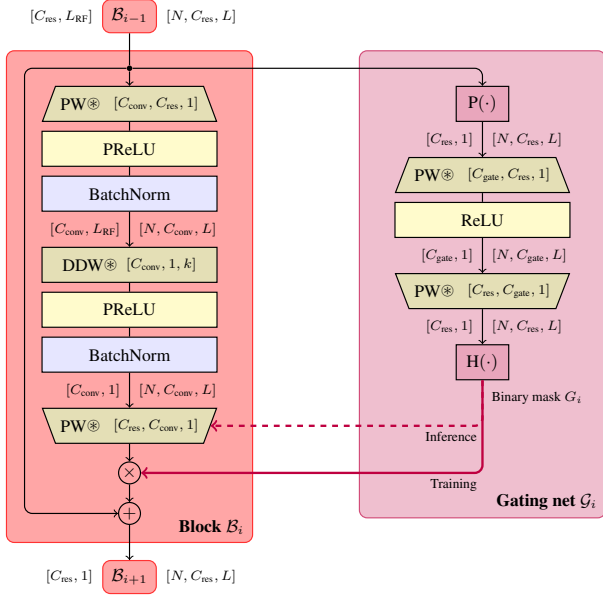 [C_res, L_RF] B_{i−1} [N, C_res, L]
PW⊛ [C_conv, C_res, 1]
PReLU
BatchNorm
[C_conv, L_RF] [N, C_conv, L]
DDW⊛ [C_conv, 1, k]
PReLU
BatchNorm
[C_conv, 1] [N, C_conv, L]
PW⊛ [C_res, C_conv, 1]
×
+
Block B_i
[C_res, 1] B_{i+1} [N, C_res, L]
P(·)
[C_res, 1] [N, C_res, L]
PW⊛ [C_gate, C_res, 1]
ReLU
[C_gate, 1] [N, C_gate, L]
PW⊛ [C_res, C_gate, 1]
[C_res, 1] [N, C_res, L]
H(·)
Binary mask G_i
Inference
Training
Gating net G_i